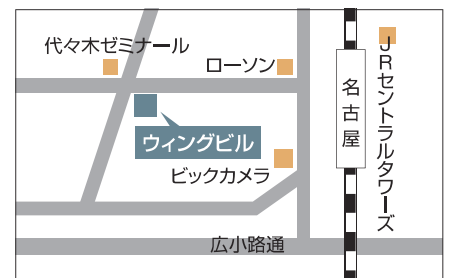 代々木ゼミナール
ローソン
名古屋
JRセントラルタワーズ
ウィングビル
ビックカメラ
広小路通